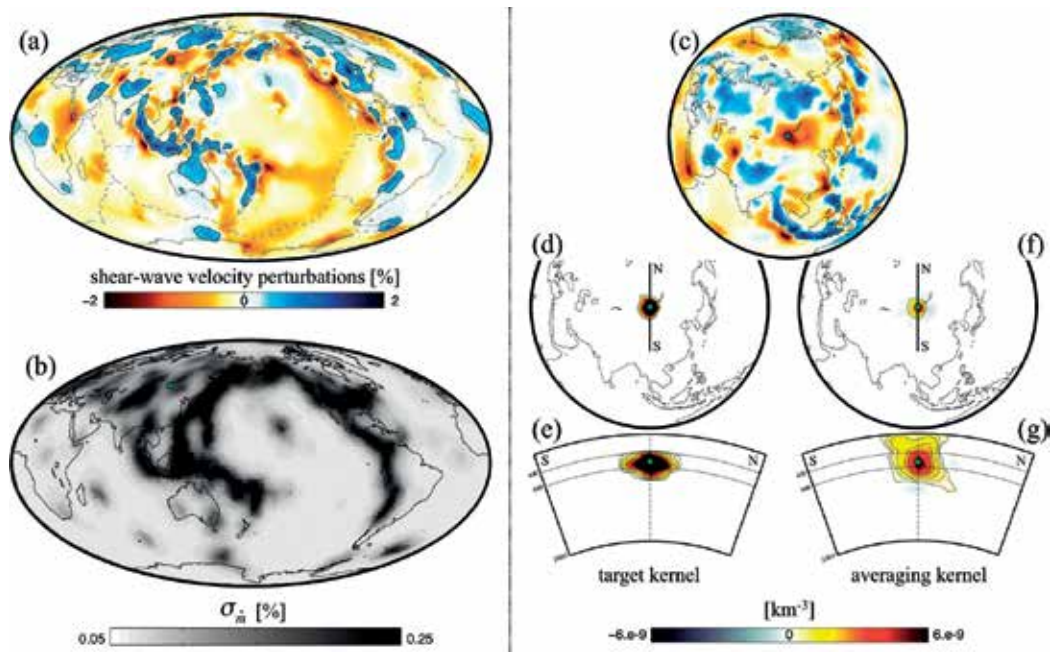 (a)
shear-wave velocity perturbations [%]
-2 0 2
(b)
σm̂ [%]
0.05 0.25
(c)
(d)
N
S
(e)
S N
target kernel
(f)
N
S
(g)
S N
averaging kernel
[km-3]
-6.e-9 0 6.e-9